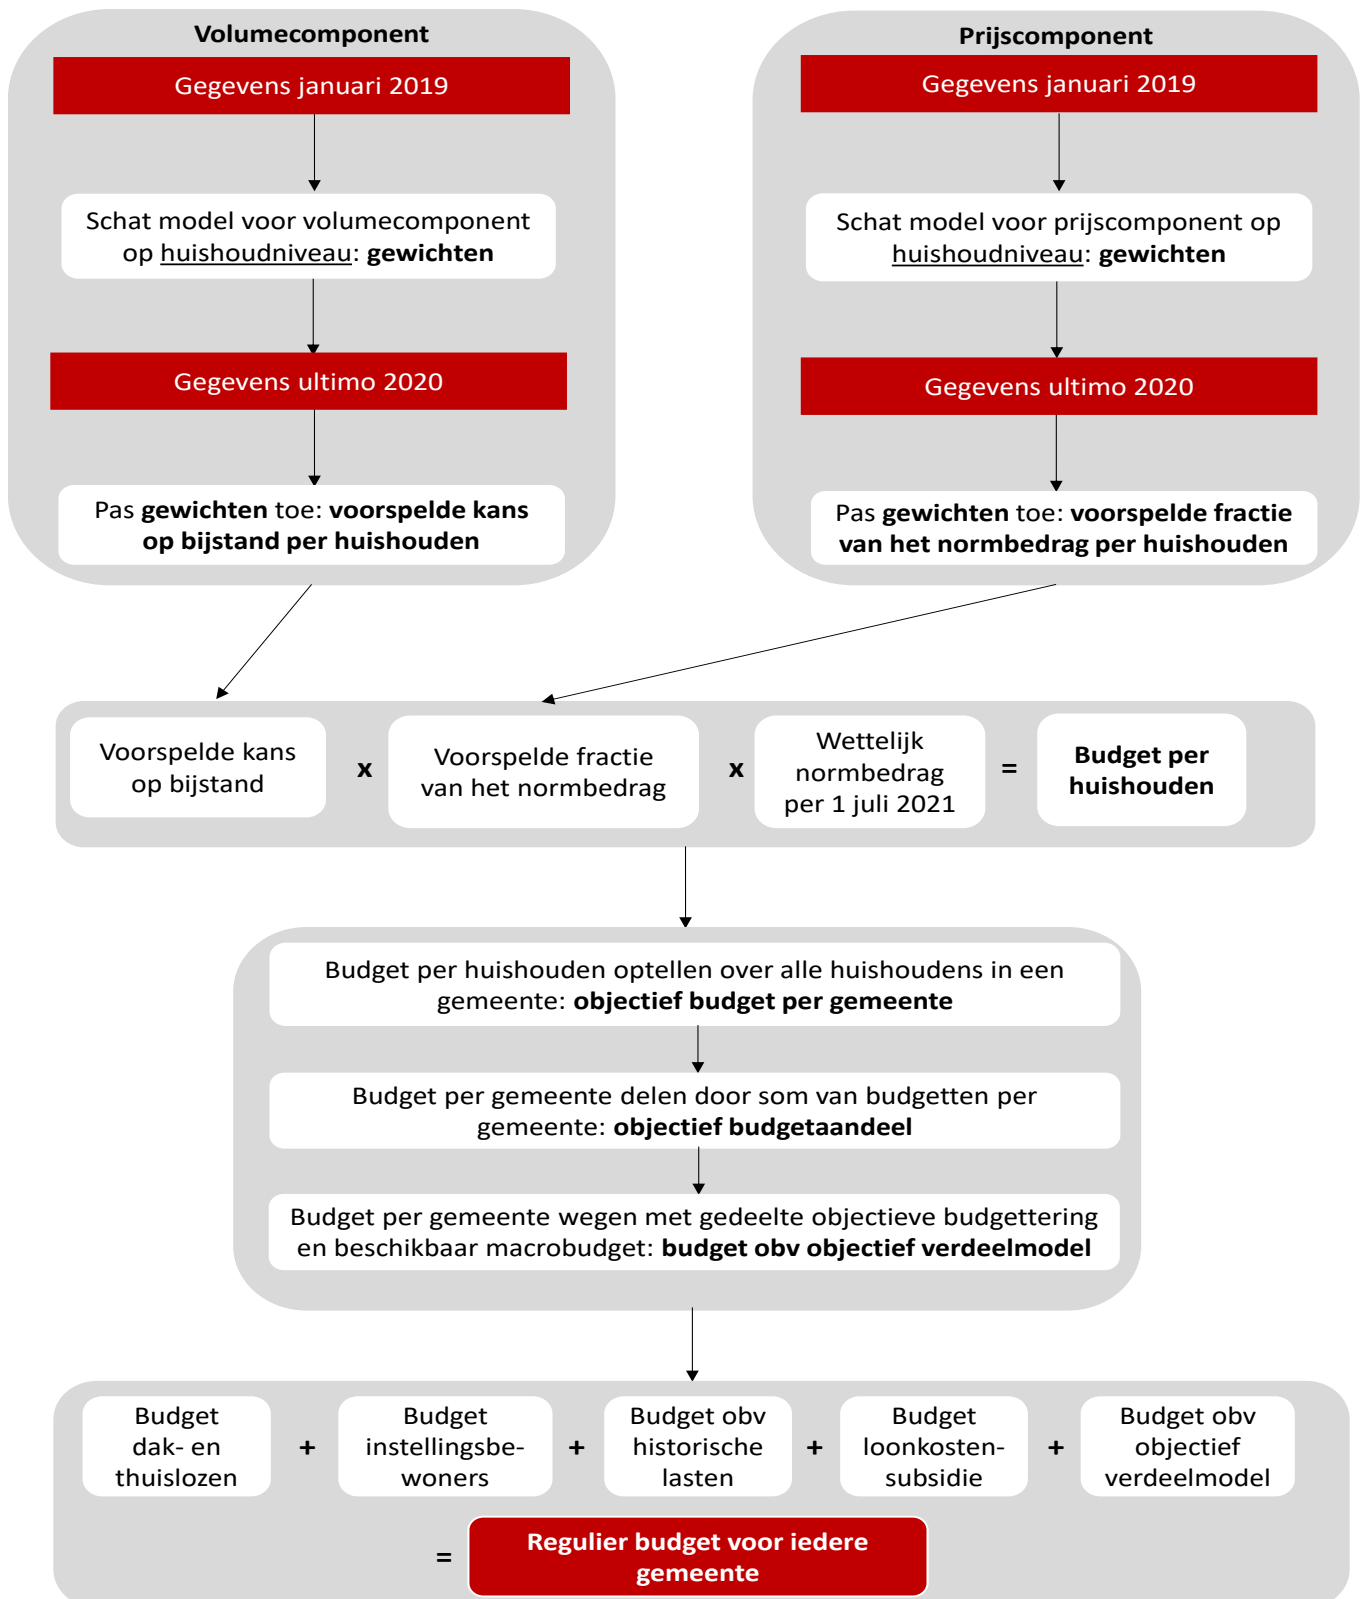 Volumecomponent
Gegevens januari 2019
Schat model voor volumecomponent
op huishoudniveau: gewichten
Gegevens ultimo 2020
Pas gewichten toe: voorspelde kans
op bijstand per huishouden
Prijscomponent
Gegevens januari 2019
Schat model voor prijscomponent op
huishoudniveau: gewichten
Gegevens ultimo 2020
Pas gewichten toe: voorspelde fractie
van het normbedrag per huishouden
Voorspelde kans
op bijstand
x
Voorspelde fractie
van het normbedrag
x
Wettelijk
normbedrag
per 1 juli 2021
=
Budget per
huishouden
Budget per huishouden optellen over alle huishoudens in een
gemeente: objectief budget per gemeente
Budget per gemeente delen door som van budgetten per
gemeente: objectief budgetaandeel
Budget per gemeente wegen met gedeelte objectieve budgettering
en beschikbaar macrobudget: budget obv objectief verdeelmodel
Budget
dak- en
thuislozen
+
Budget
instellingsbe-
woners
+
Budget obv
historische
lasten
+
Budget
loonkosten-
subsidie
+
Budget obv
objectief
verdeelmodel
=
Regulier budget voor iedere
gemeente